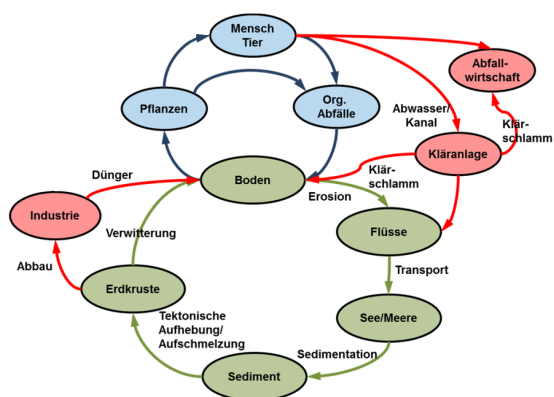 Mensch
Tier
Abfall-
wirtschaft
Pflanzen
Org.
Abfälle
Abwasser/
Kanal
Klär-
schlamm
Kläranlage
Dünger
Boden
Klär-
schlamm
Erosion
Industrie
Verwitterung
Flüsse
Abbau
Transport
Erdkruste
See/Meere
Tektonische
Aufhebung/
Aufschmelzung
Sedimentation
Sediment